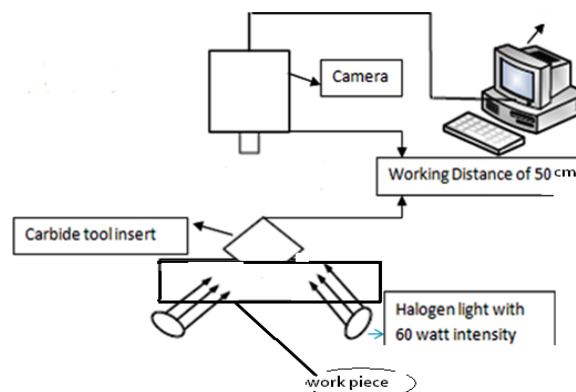 Camera
Working Distance of 50 cm
Carbide tool insert
Halogen light with
60 watt intensity
work piece